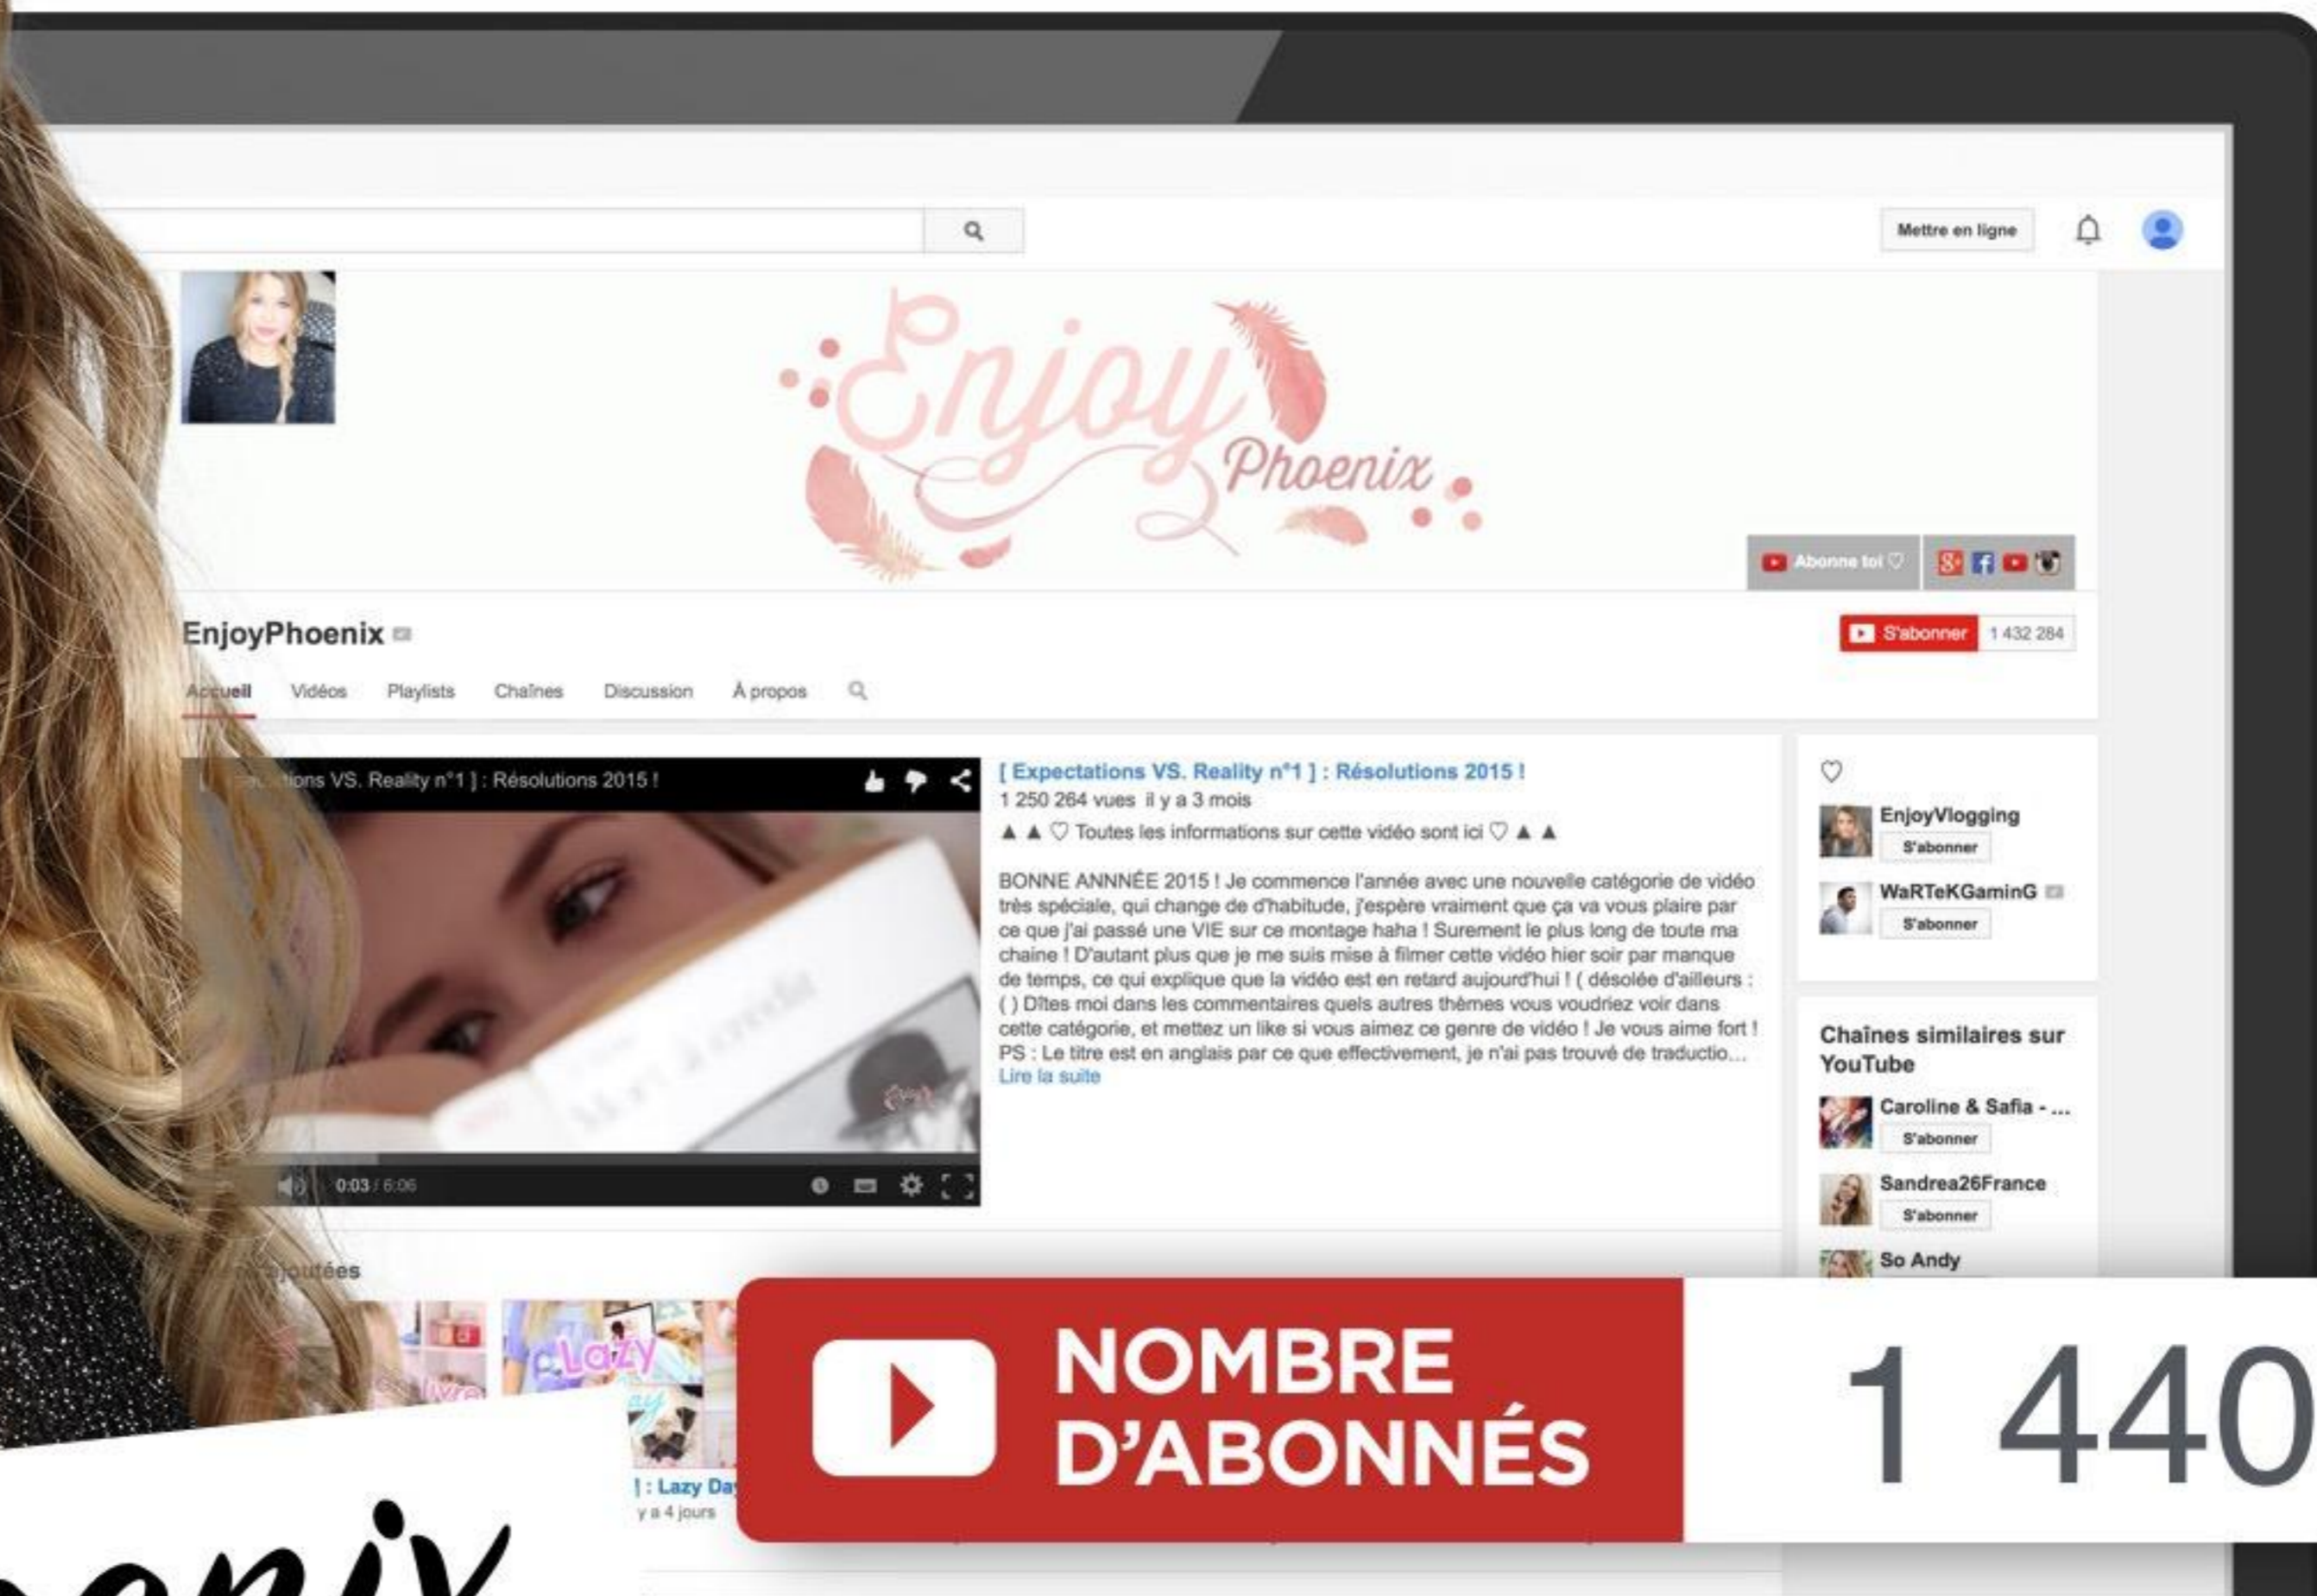 Mettre en ligne
Enjoy
Phoenix
Abonne toi ♡
EnjoyPhoenix
S'abonner 1 432 284
Accueil Vidéos Playlists Chaînes Discussion À propos
VS. Reality n°1 ] : Résolutions 2015 !
[ Expectations VS. Reality n°1 ] : Résolutions 2015 !
1 250 264 vues il y a 3 mois
▲ ▲ ♡ Toutes les informations sur cette vidéo sont ici ♡ ▲ ▲
BONNE ANNNÉE 2015 ! Je commence l'année avec une nouvelle catégorie de vidéo
très spéciale, qui change de d'habitude, j'espère vraiment que ça va vous plaire par
ce que j'ai passé une VIE sur ce montage haha ! Surement le plus long de toute ma
chaine ! D'autant plus que je me suis mise à filmer cette vidéo hier soir par manque
de temps, ce qui explique que la vidéo est en retard aujourd'hui ! ( désolée d'ailleurs :
( ) Dîtes moi dans les commentaires quels autres thèmes vous voudriez voir dans
cette catégorie, et mettez un like si vous aimez ce genre de vidéo ! Je vous aime fort !
PS : Le titre est en anglais par ce que effectivement, je n'ai pas trouvé de traductio...
Lire la suite
à crédit
0:03 / 6:06
♡
EnjoyVlogging
S'abonner
WaRTeKGaminG
S'abonner
Chaînes similaires sur
YouTube
Caroline & Safia - ...
S'abonner
Sandrea26France
S'abonner
So Andy
ajoutées
Lazy
livre
ay
] : Lazy Da
y a 4 jours
NOMBRE
D'ABONNÉS
1 440
enix